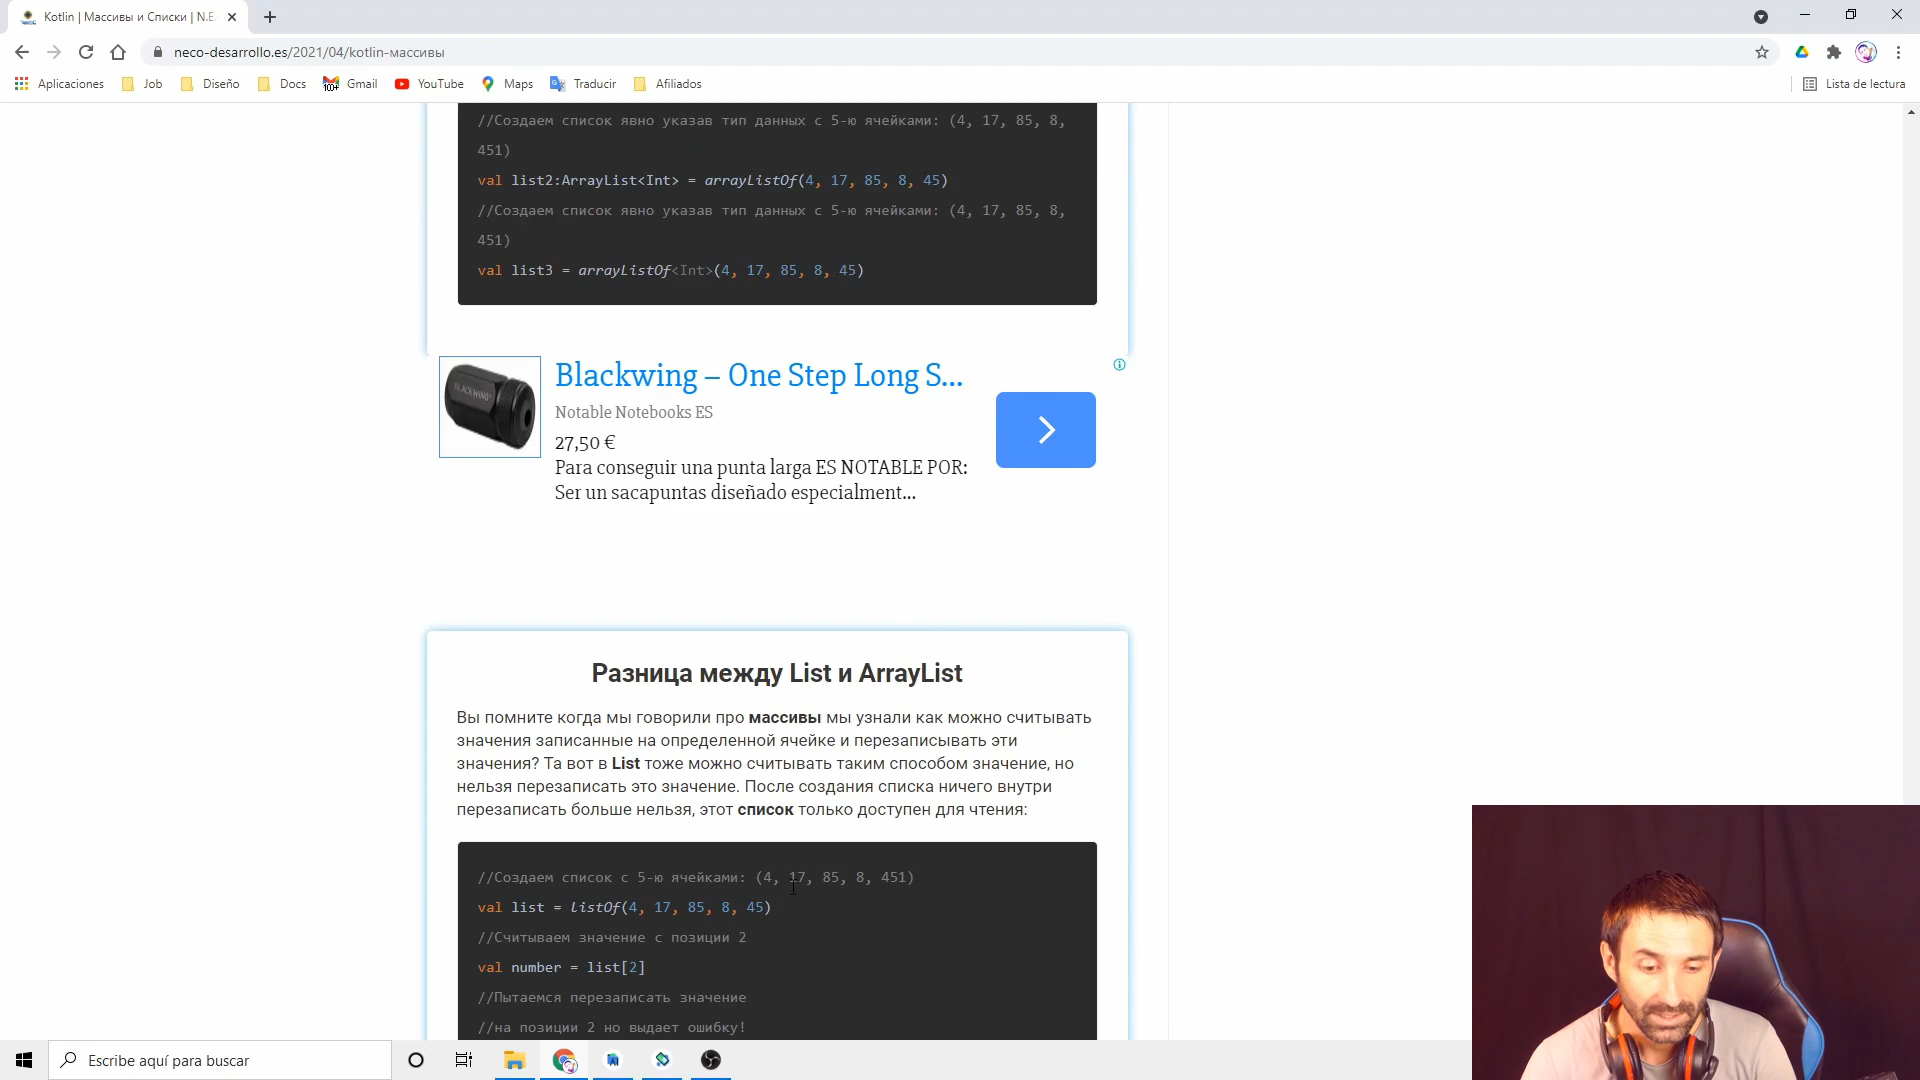 Kotlin | Массивы и Списки | N.E.
neco-desarrollo.es/2021/04/kotlin-массивы
Aplicaciones
Job
Diseño
Docs
100+
Gmail
YouTube
Maps
Traducir
Afiliados
Lista de lectura
//Создаем список явно указав тип данных с 5-ю ячейками: (4, 17, 85, 8,
451)
val list2:ArrayList<Int> = arrayListOf(4, 17, 85, 8, 45)
//Создаем список явно указав тип данных с 5-ю ячейками: (4, 17, 85, 8,
451)
val list3 = arrayListOf<Int>(4, 17, 85, 8, 45)
BLACKWING
Blackwing – One Step Long S...
Notable Notebooks ES
27,50 €
Para conseguir una punta larga ES NOTABLE POR:
Ser un sacapuntas diseñado especialment...
Разница между List и ArrayList
Вы помните когда мы говорили про массивы мы узнали как можно считывать
значения записанные на определенной ячейке и перезаписывать эти
значения? Та вот в List тоже можно считывать таким способом значение, но
нельзя перезаписать это значение. После создания списка ничего внутри
перезаписать больше нельзя, этот список только доступен для чтения:
//Создаем список с 5-ю ячейками: (4, 17, 85, 8, 451)
val list = listOf(4, 17, 85, 8, 45)
//Считываем значение с позиции 2
val number = list[2]
//Пытаемся перезаписать значение
//на позиции 2 но выдает ошибку!
Escribe aquí para buscar